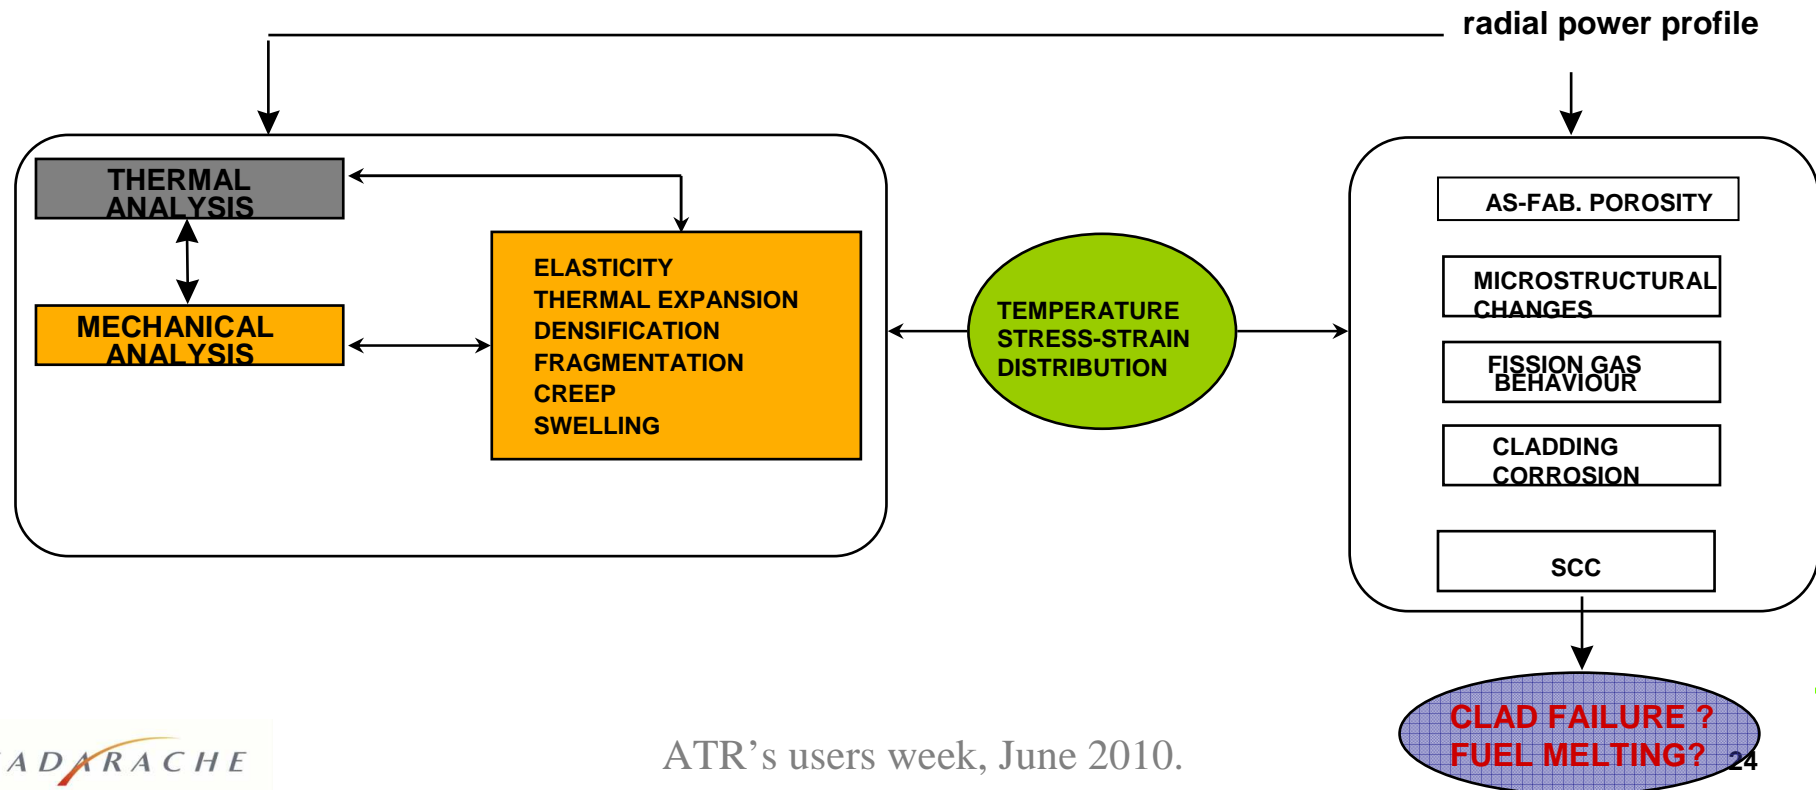 radial power profile
THERMAL
ANALYSIS
MECHANICAL
ANALYSIS
ELASTICITY
THERMAL EXPANSION
DENSIFICATION
FRAGMENTATION
CREEP
SWELLING
TEMPERATURE
STRESS-STRAIN
DISTRIBUTION
AS-FAB. POROSITY
MICROSTRUCTURAL
CHANGES
FISSION GAS
BEHAVIOUR
CLADDING
CORROSION
SCC
CLAD FAILURE ?
FUEL MELTING?
24
ADARACHE
ATR's users week, June 2010.